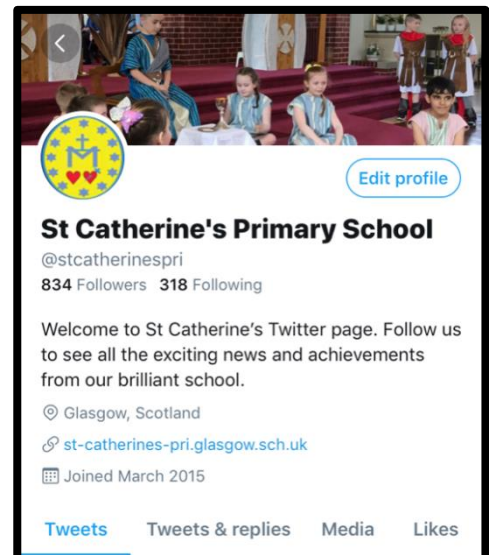 Edit profile
St Catherine's Primary School
@stcatherinespri
834 Followers 318 Following
Welcome to St Catherine's Twitter page. Follow us
to see all the exciting news and achievements
from our brilliant school.
Glasgow, Scotland
st-catherines-pri.glasgow.sch.uk
Joined March 2015
Tweets Tweets & replies Media Likes